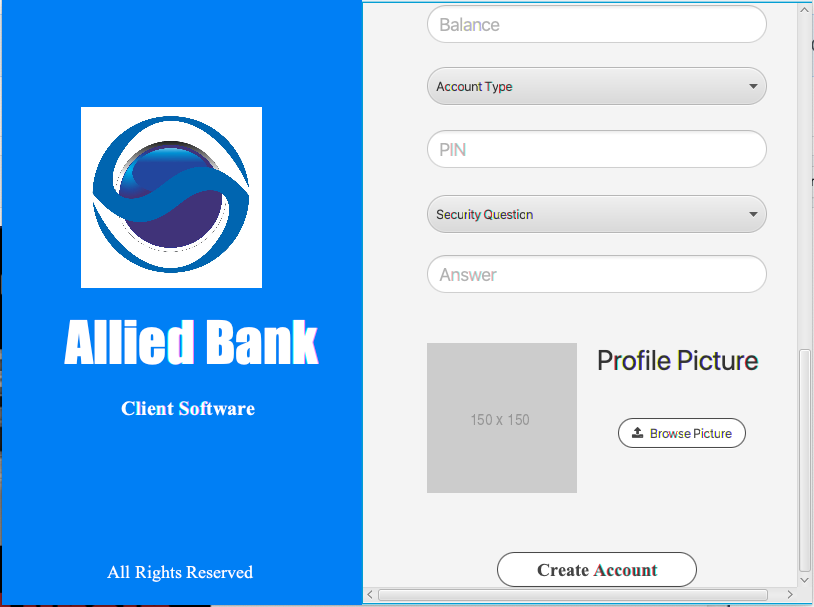 Allied Bank
Client Software
All Rights Reserved
Balance
Account Type
PIN
Security Question
Answer
150 x 150
Profile Picture
Browse Picture
Create Account